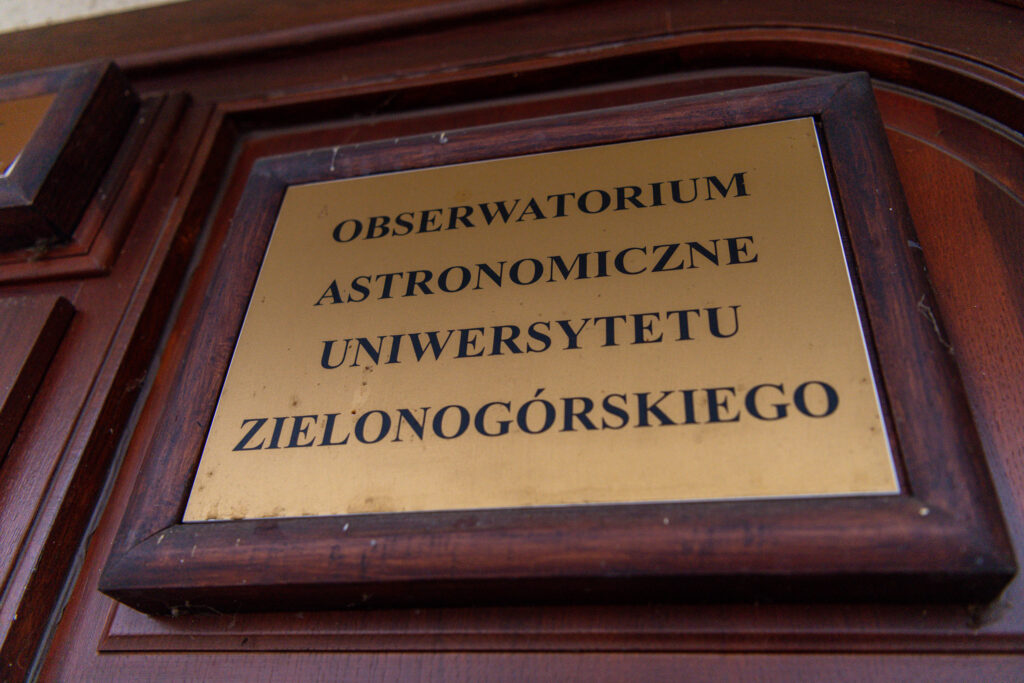 OBSERWATORIUM
ASTRONOMICZNE
UNIWERSYTETU
ZIELONOGÓRSKIEGO